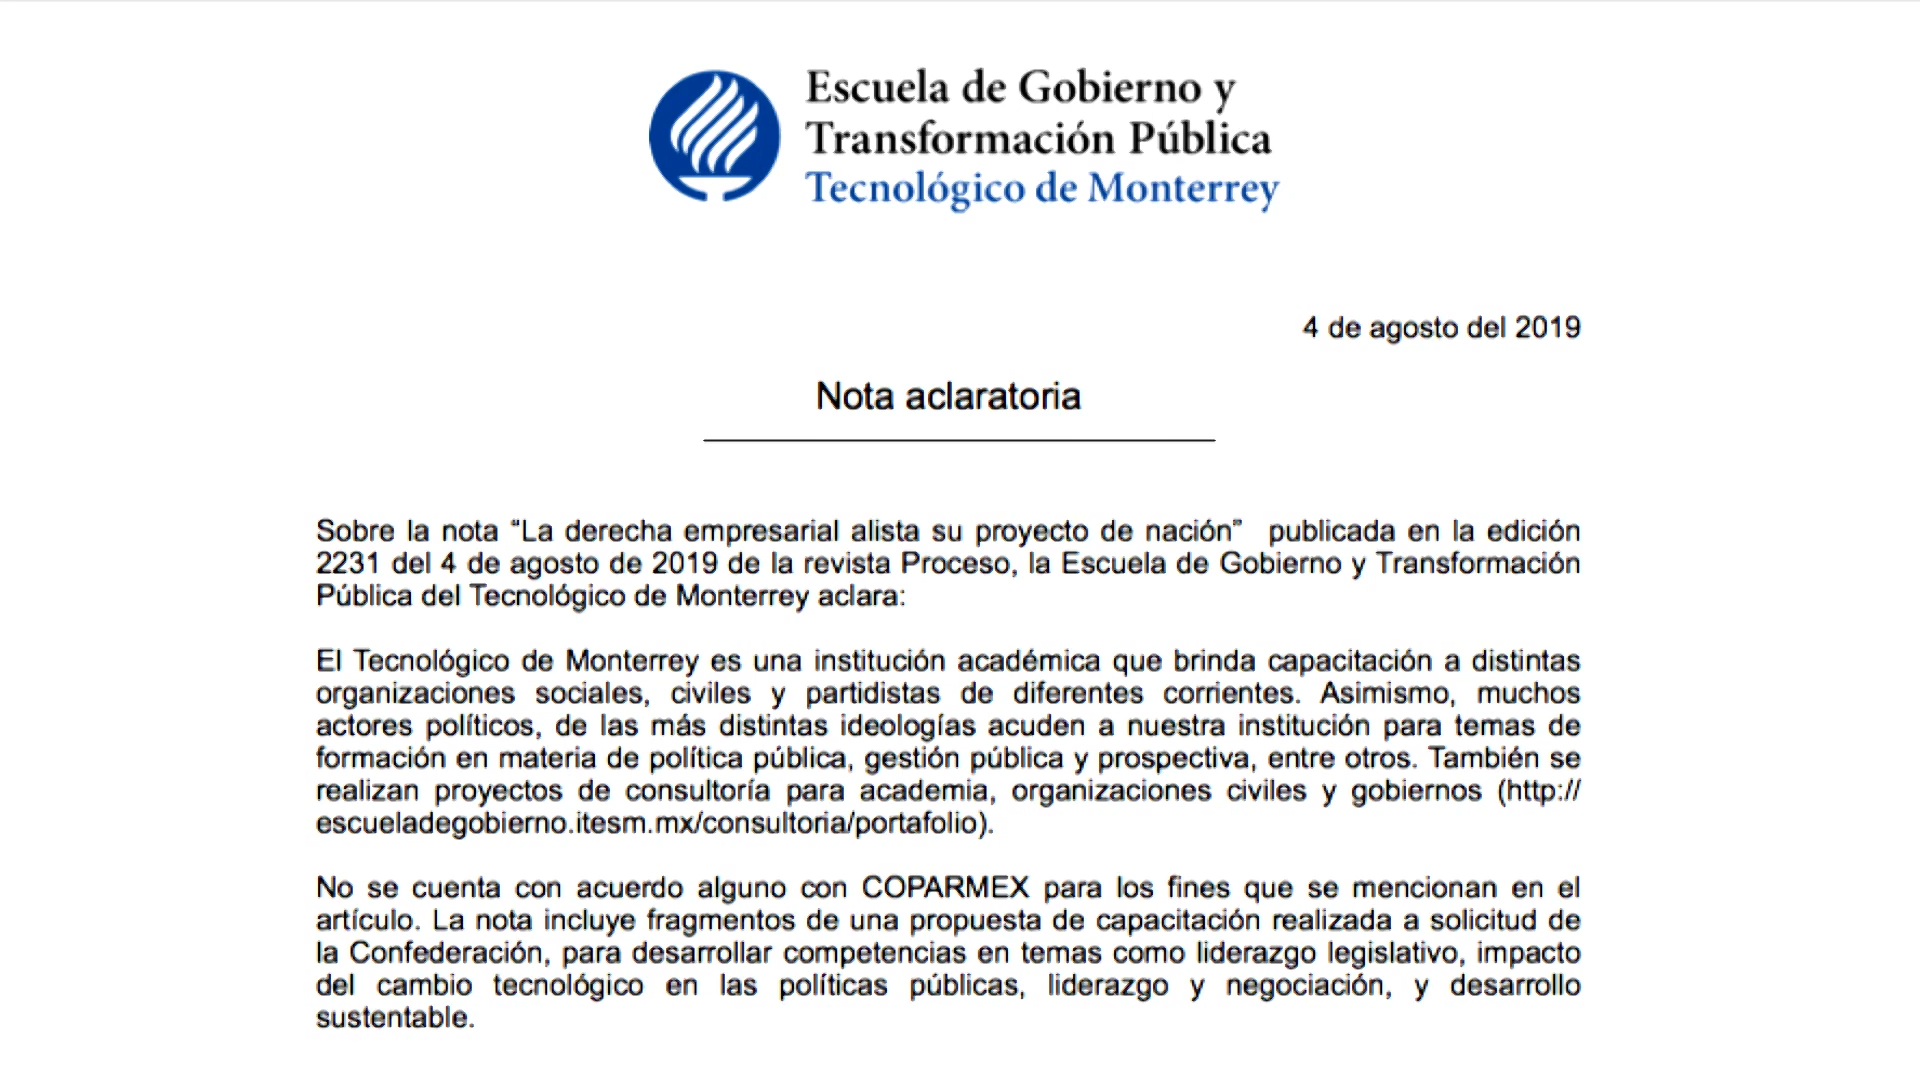 Escuela de Gobierno y
Transformación Pública
Tecnológico de Monterrey
4 de agosto del 2019
Nota aclaratoria
Sobre la nota “La derecha empresarial alista su proyecto de nación” publicada en la edición
2231 del 4 de agosto de 2019 de la revista Proceso, la Escuela de Gobierno y Transformación
Pública del Tecnológico de Monterrey aclara:
El Tecnológico de Monterrey es una institución académica que brinda capacitación a distintas
organizaciones sociales, civiles y partidistas de diferentes corrientes. Asimismo, muchos
actores políticos, de las más distintas ideologías acuden a nuestra institución para temas de
formación en materia de política pública, gestión pública y prospectiva, entre otros. También se
realizan proyectos de consultoría para academia, organizaciones civiles y gobiernos (http://
escueladegobierno.itesm.mx/consultoria/portafolio).
No se cuenta con acuerdo alguno con COPARMEX para los fines que se mencionan en el
artículo. La nota incluye fragmentos de una propuesta de capacitación realizada a solicitud de
la Confederación, para desarrollar competencias en temas como liderazgo legislativo, impacto
del cambio tecnológico en las políticas públicas, liderazgo y negociación, y desarrollo
sustentable.